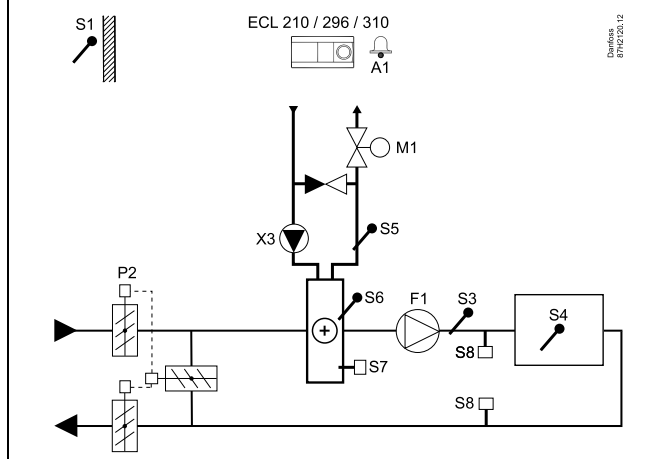 S1
ECL 210 / 296 / 310
A1
Danfoss
87H2120.12
M1
X3
S5
P2
S6
F1
S3
S4
S8
S7
S8